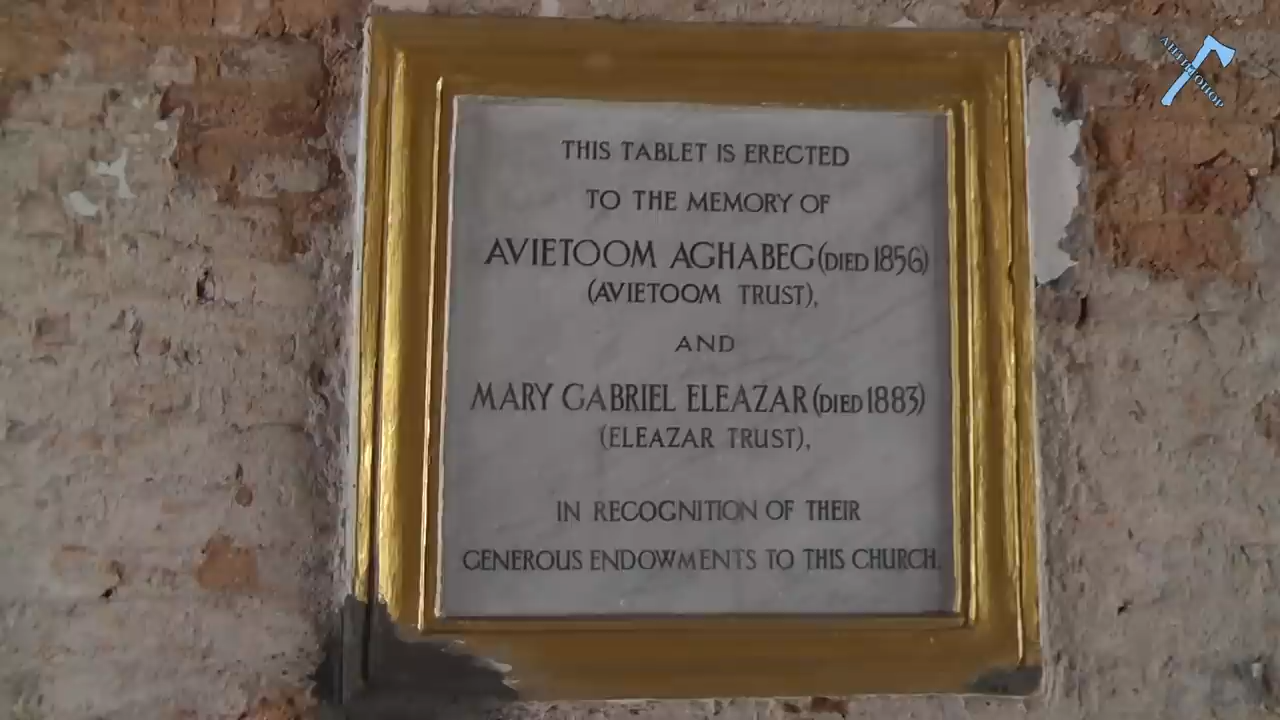 THIS TABLET IS ERECTED
TO THE MEMORY OF
AVIETOOM AGHABEG (DIED 1856)
(AVIETOOM TRUST),
AND
MARY GABRIEL ELEAZAR (DIED 1883)
(ELEAZAR TRUST),
IN RECOGNITION OF THEIR
GENEROUS ENDOWMENTS TO THIS CHURCH.